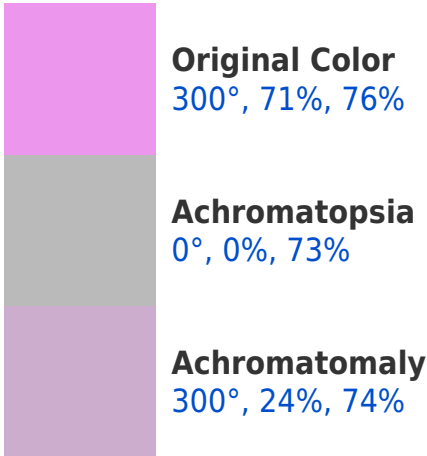 Original Color
300°, 71%, 76%
Achromatopsia
0°, 0%, 73%
Achromatomaly
300°, 24%, 74%